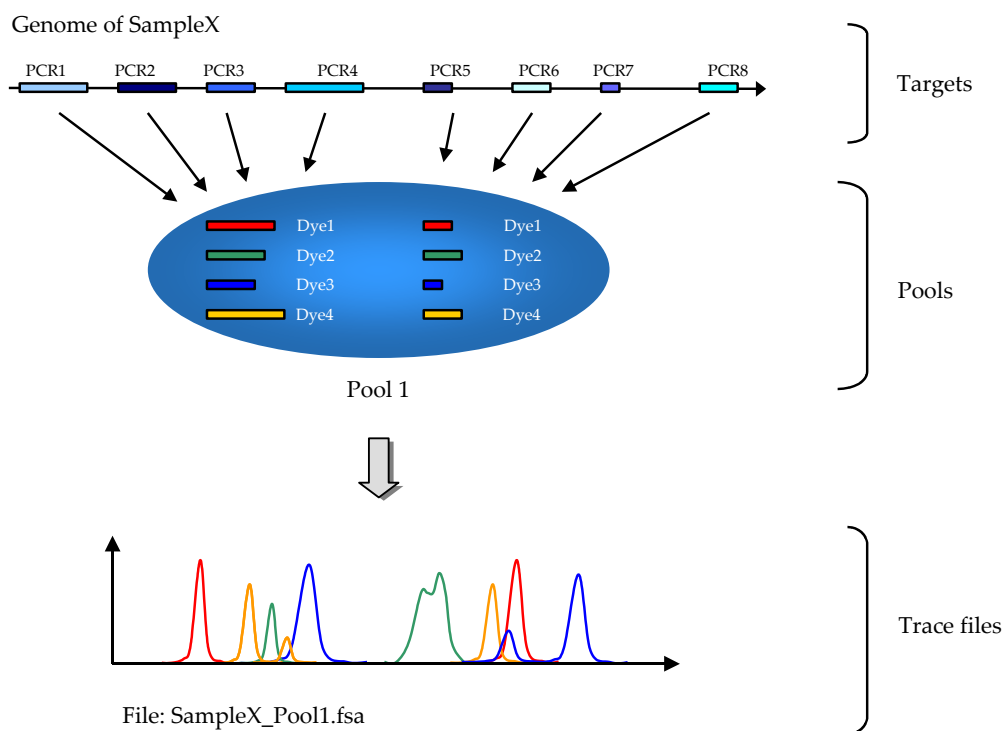 Genome of SampleX
PCR1 PCR2 PCR3 PCR4 PCR5 PCR6 PCR7 PCR8
Targets
Dye1 Dye1
Dye2 Dye2
Dye3 Dye3
Dye4 Dye4
Pools
Pool 1
Trace files
File: SampleX_Pool1.fsa